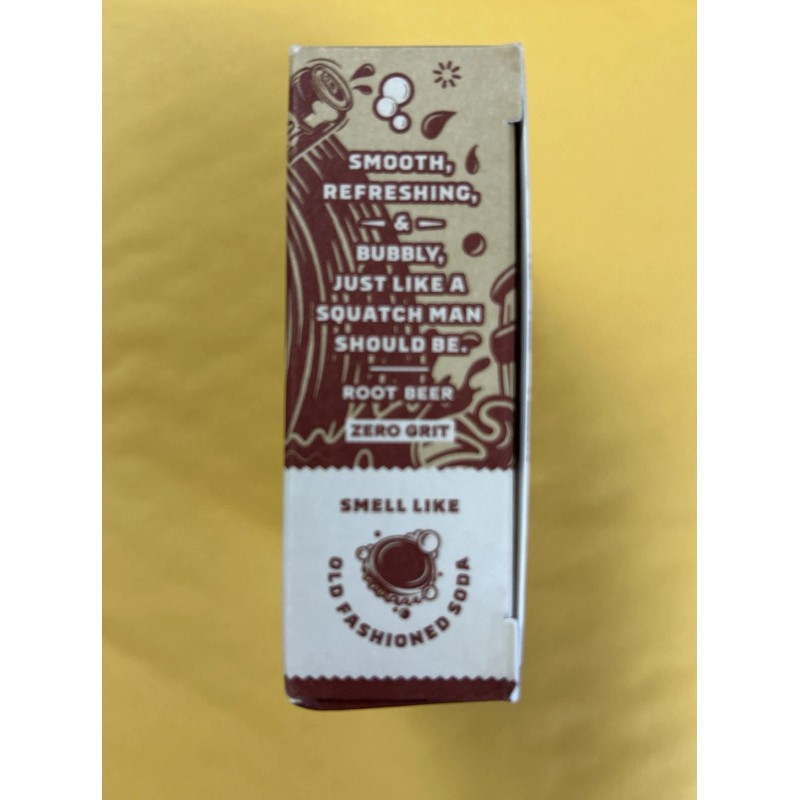 SMOOTH,
REFRESHING,
&
BUBBLY,
JUST LIKE A
SQUATCH MAN
SHOULD BE.
ROOT BEER
ZERO GRIT
SMELL LIKE
OLD FASHIONED SODA